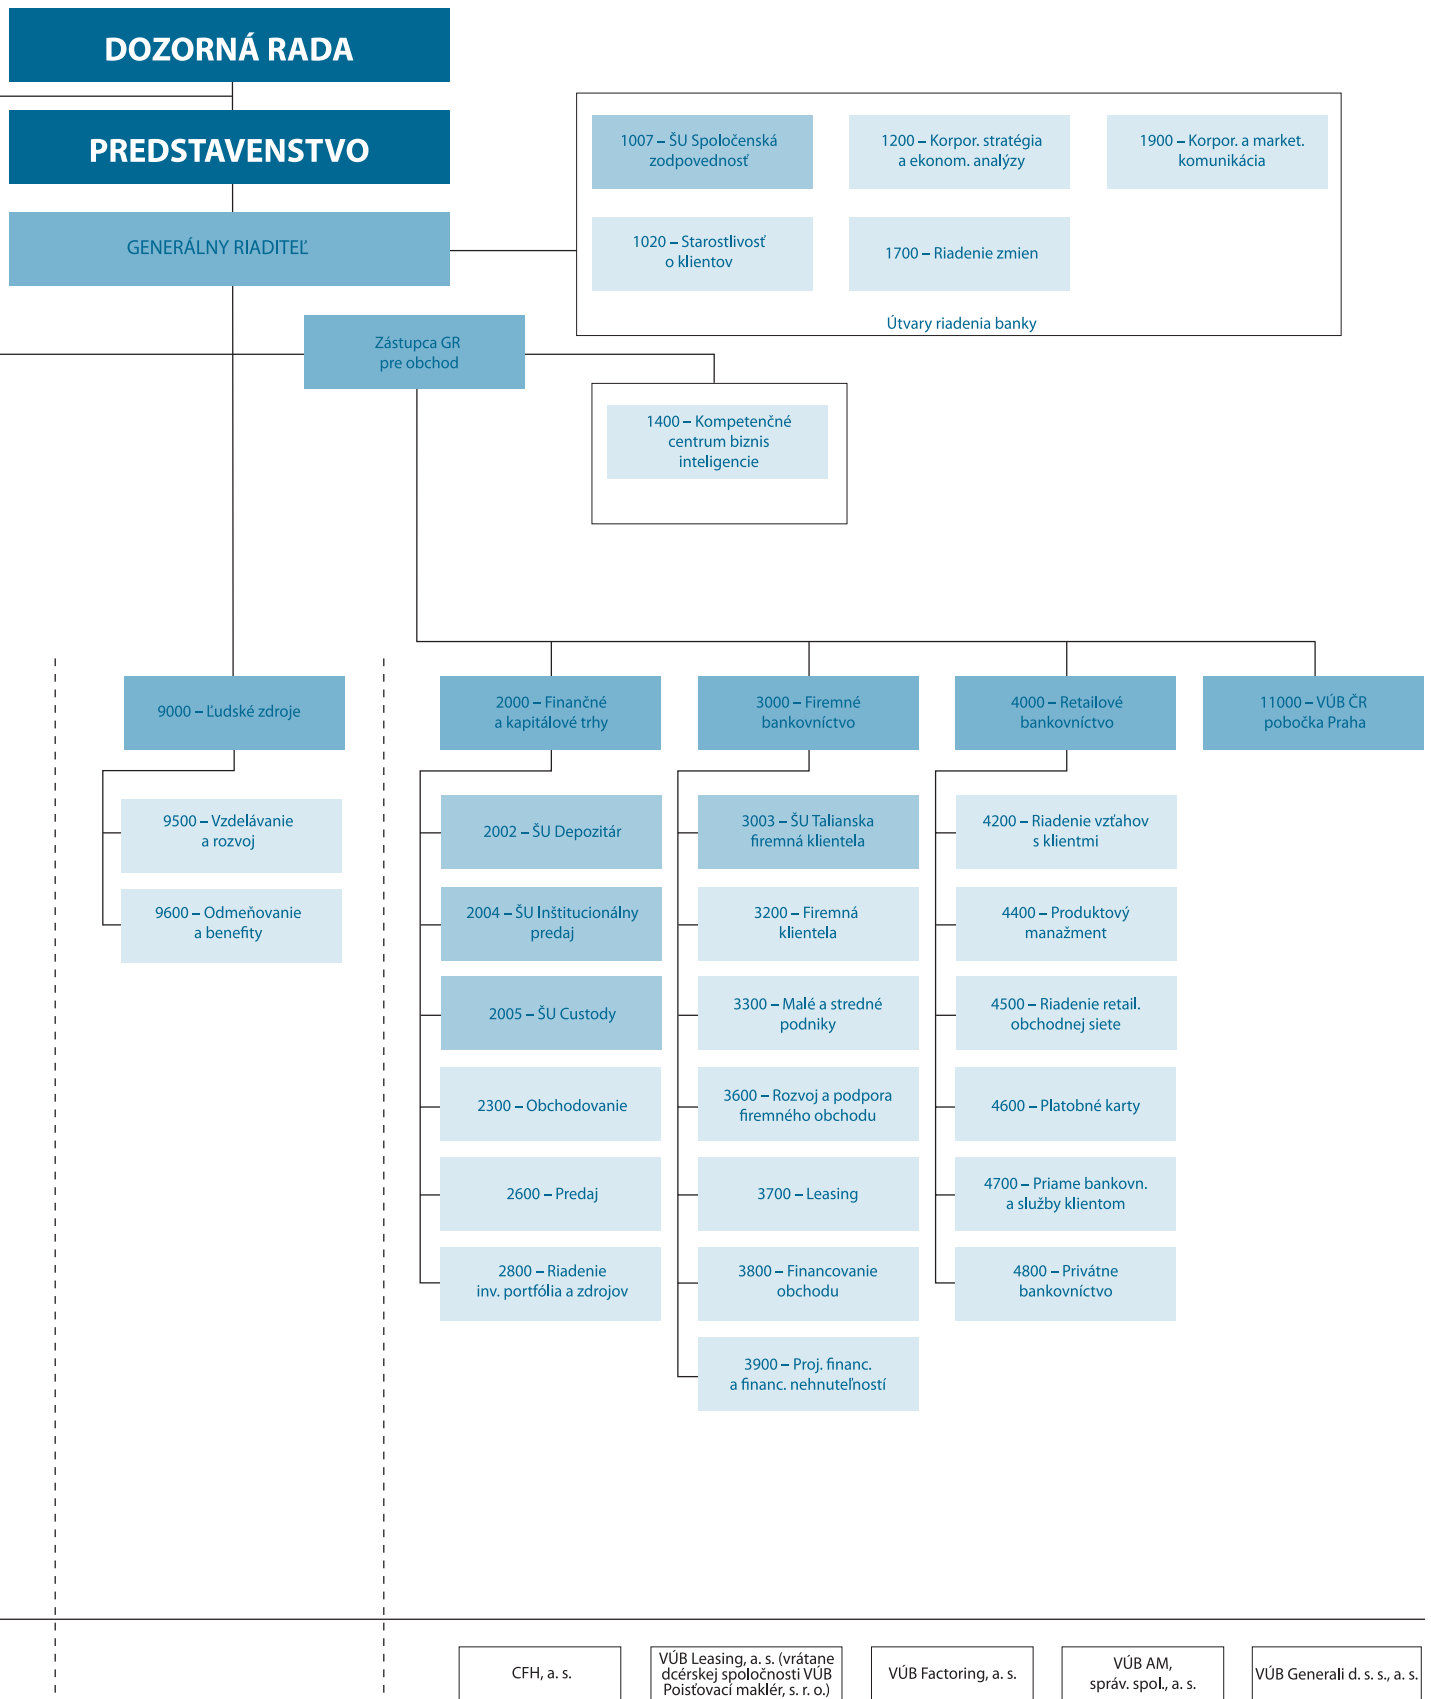 DOZORNÁ RADA
PREDSTAVENSTVO
GENERÁLNY RIADITEĽ
1007 – ŠU Spoločenská
zodpovednosť
1200 – Korpor. stratégia
a ekonom. analýzy
1900 – Korpor. a market.
komunikácia
1020 – Starostlivosť
o klientov
1700 – Riadenie zmien
Útvary riadenia banky
Zástupca GR
pre obchod
1400 – Kompetenčné
centrum biznis
inteligencie
9000 – Ľudské zdroje
9500 – Vzdelávanie
a rozvoj
9600 – Odmeňovanie
a benefity
2000 – Finančné
a kapitálové trhy
2002 – ŠU Depozitár
2004 – ŠU Inštitucionálny
predaj
2005 – ŠU Custody
2300 – Obchodovanie
2600 – Predaj
2800 – Riadenie
inv. portfólia a zdrojov
3000 – Firemné
bankovníctvo
3003 – ŠU Talianska
firemná klientela
3200 – Firemná
klientela
3300 – Malé a stredné
podniky
3600 – Rozvoj a podpora
firemného obchodu
3700 – Leasing
3800 – Financovanie
obchodu
3900 – Proj. financ.
a financ. nehnuteľností
4000 – Retailové
bankovníctvo
4200 – Riadenie vzťahov
s klientmi
4400 – Produktový
manažment
4500 – Riadenie retail.
obchodnej siete
4600 – Platobné karty
4700 – Priame bankovn.
a služby klientom
4800 – Privátne
bankovníctvo
11000 – VÚB ČR
pobočka Praha
CFH, a. s.
VÚB Leasing, a. s. (vrátane
dcérskej spoločnosti VÚB
Poisťovací maklér, s. r. o.)
VÚB Factoring, a. s.
VÚB AM,
správ. spol., a. s.
VÚB Generali d. s. s., a. s.